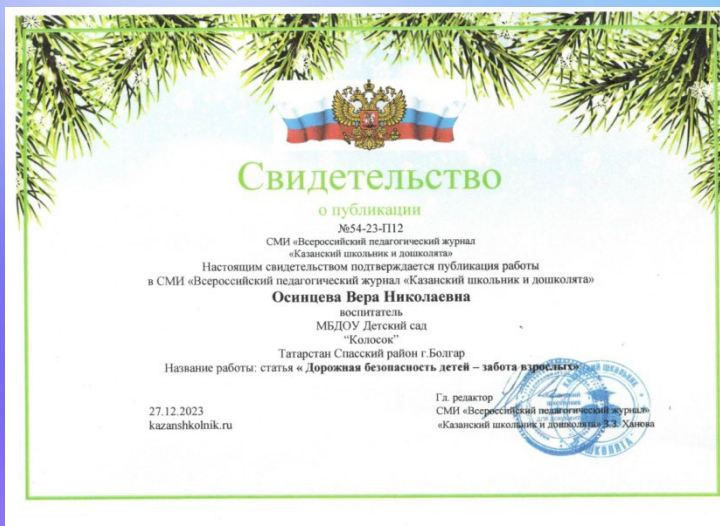 Свидетельство
о публикации
№54-23-П12
СМИ «Всероссийский педагогический журнал
«Казанский школьник и дошколята»
Настоящим свидетельством подтверждается публикация работы
в СМИ «Всероссийский педагогический журнал «Казанский школьник и дошколята»
Осинцева Вера Николаевна
воспитатель
МБДОУ Детский сад
“Колосок”
Татарстан Спасский район г.Болгар
Название работы: статья « Дорожная безопасность детей – забота взрослых»
27.12.2023
kazanshkolnik.ru
Гл. редактор
СМИ «Всероссийский педагогический журнал»
«Казанский школьник и дошколята» З.З. Ханова